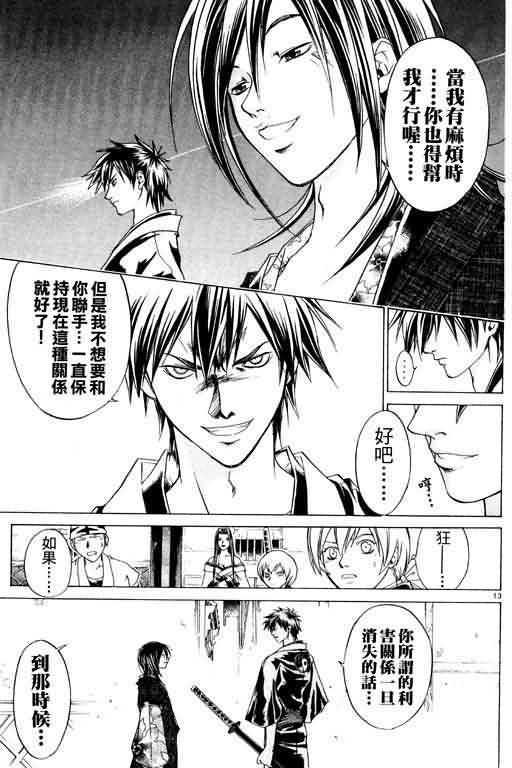 當我有麻煩時
……你也得幫
我才行喔……
……
哼…
好吧……
但是我不想要和
你聯手…一直保
持現在這種關係
就好了！
狂—
如果……
13
你所謂的利
害關係一旦
消失的話…
到那時候…